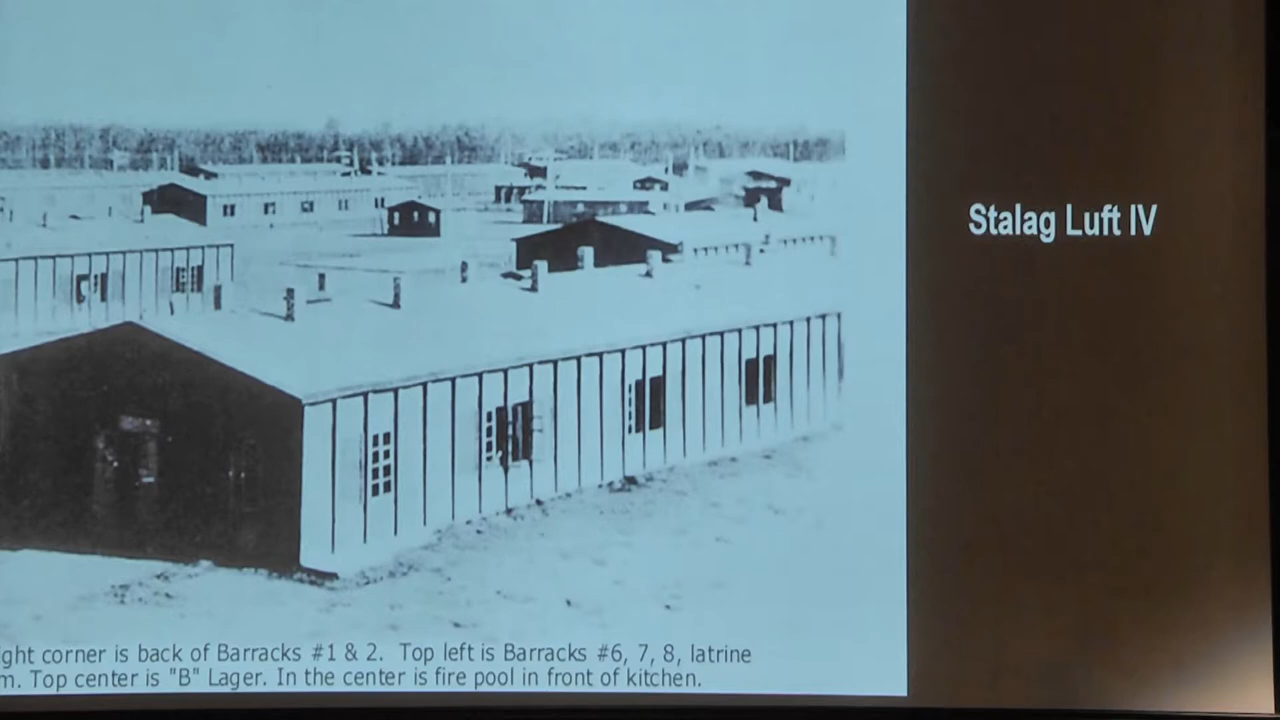 Stalag Luft IV
ght corner is back of Barracks #1 & 2. Top left is Barracks #6, 7, 8, latrine
m. Top center is "B" Lager. In the center is fire pool in front of kitchen.